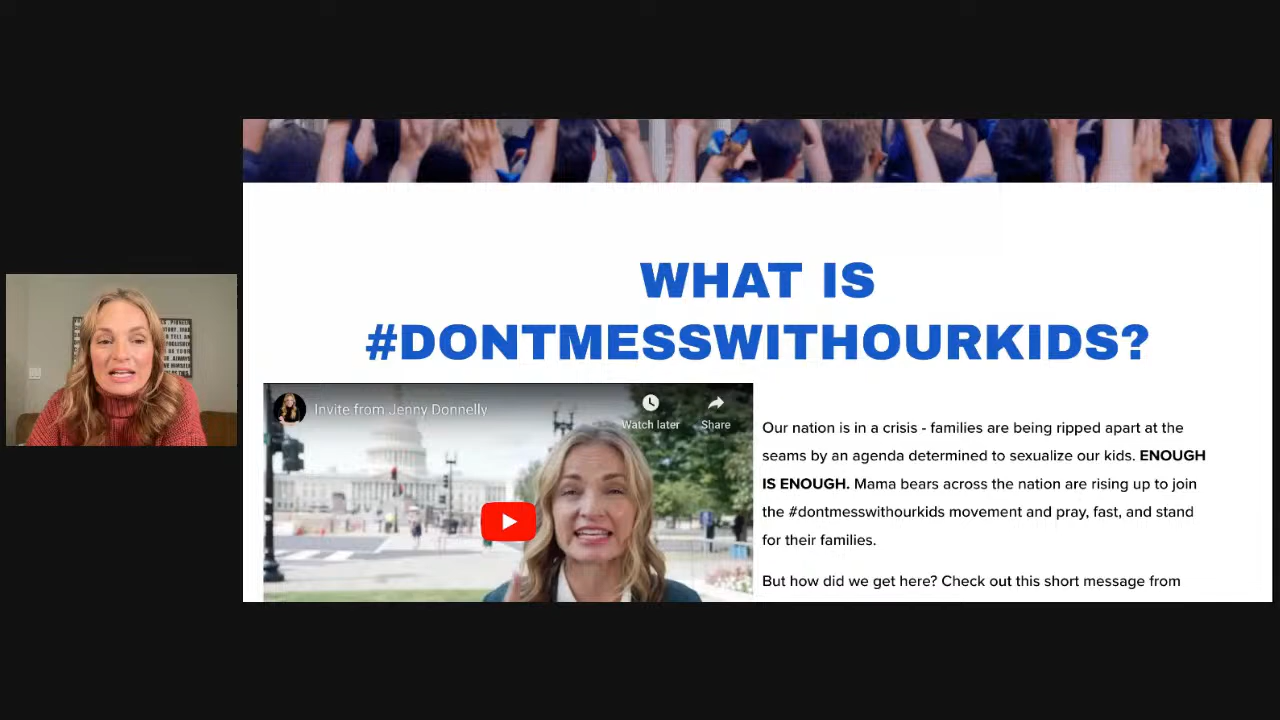 WHAT IS
#DONTMESSWITHOURKIDS?
Invite from Jenny Donnelly
Watch later
Share
Our nation is in a crisis - families are being ripped apart at the
seams by an agenda determined to sexualize our kids. ENOUGH
IS ENOUGH. Mama bears across the nation are rising up to join
the #dontmesswithourkids movement and pray, fast, and stand
for their families.
But how did we get here? Check out this short message from